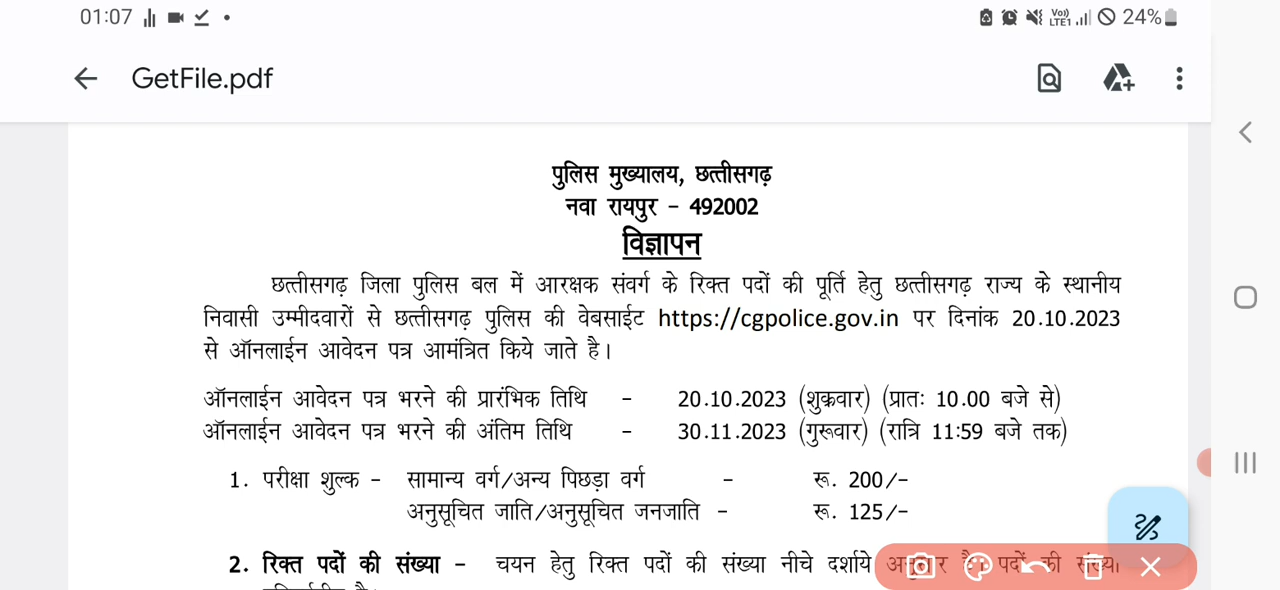 01:07
Vo)) LTE1 24%
GetFile.pdf
पुलिस मुख्यालय, छत्तीसगढ़
नवा रायपुर - 492002
विज्ञापन
छत्तीसगढ़ जिला पुलिस बल में आरक्षक संवर्ग के रिक्त पदों की पूर्ति हेतु छत्तीसगढ़ राज्य के स्थानीय
निवासी उम्मीदवारों से छत्तीसगढ़ पुलिस की वेबसाईट https://cgpolice.gov.in पर दिनांक 20.10.2023
से ऑनलाईन आवेदन पत्र आमंत्रित किये जाते है।
ऑनलाईन आवेदन पत्र भरने की प्रारंभिक तिथि - 20.10.2023 (शुक्रवार) (प्रातः 10.00 बजे से)
ऑनलाईन आवेदन पत्र भरने की अंतिम तिथि - 30.11.2023 (गुरूवार) (रात्रि 11:59 बजे तक)
1. परीक्षा शुल्क - सामान्य वर्ग/अन्य पिछड़ा वर्ग - रू. 200/-
अनुसूचित जाति/अनुसूचित जनजाति - रू. 125/-
2. रिक्त पदों की संख्या - चयन हेतु रिक्त पदों की संख्या नीचे दर्शाये अनुसार है। पदों की संख्या